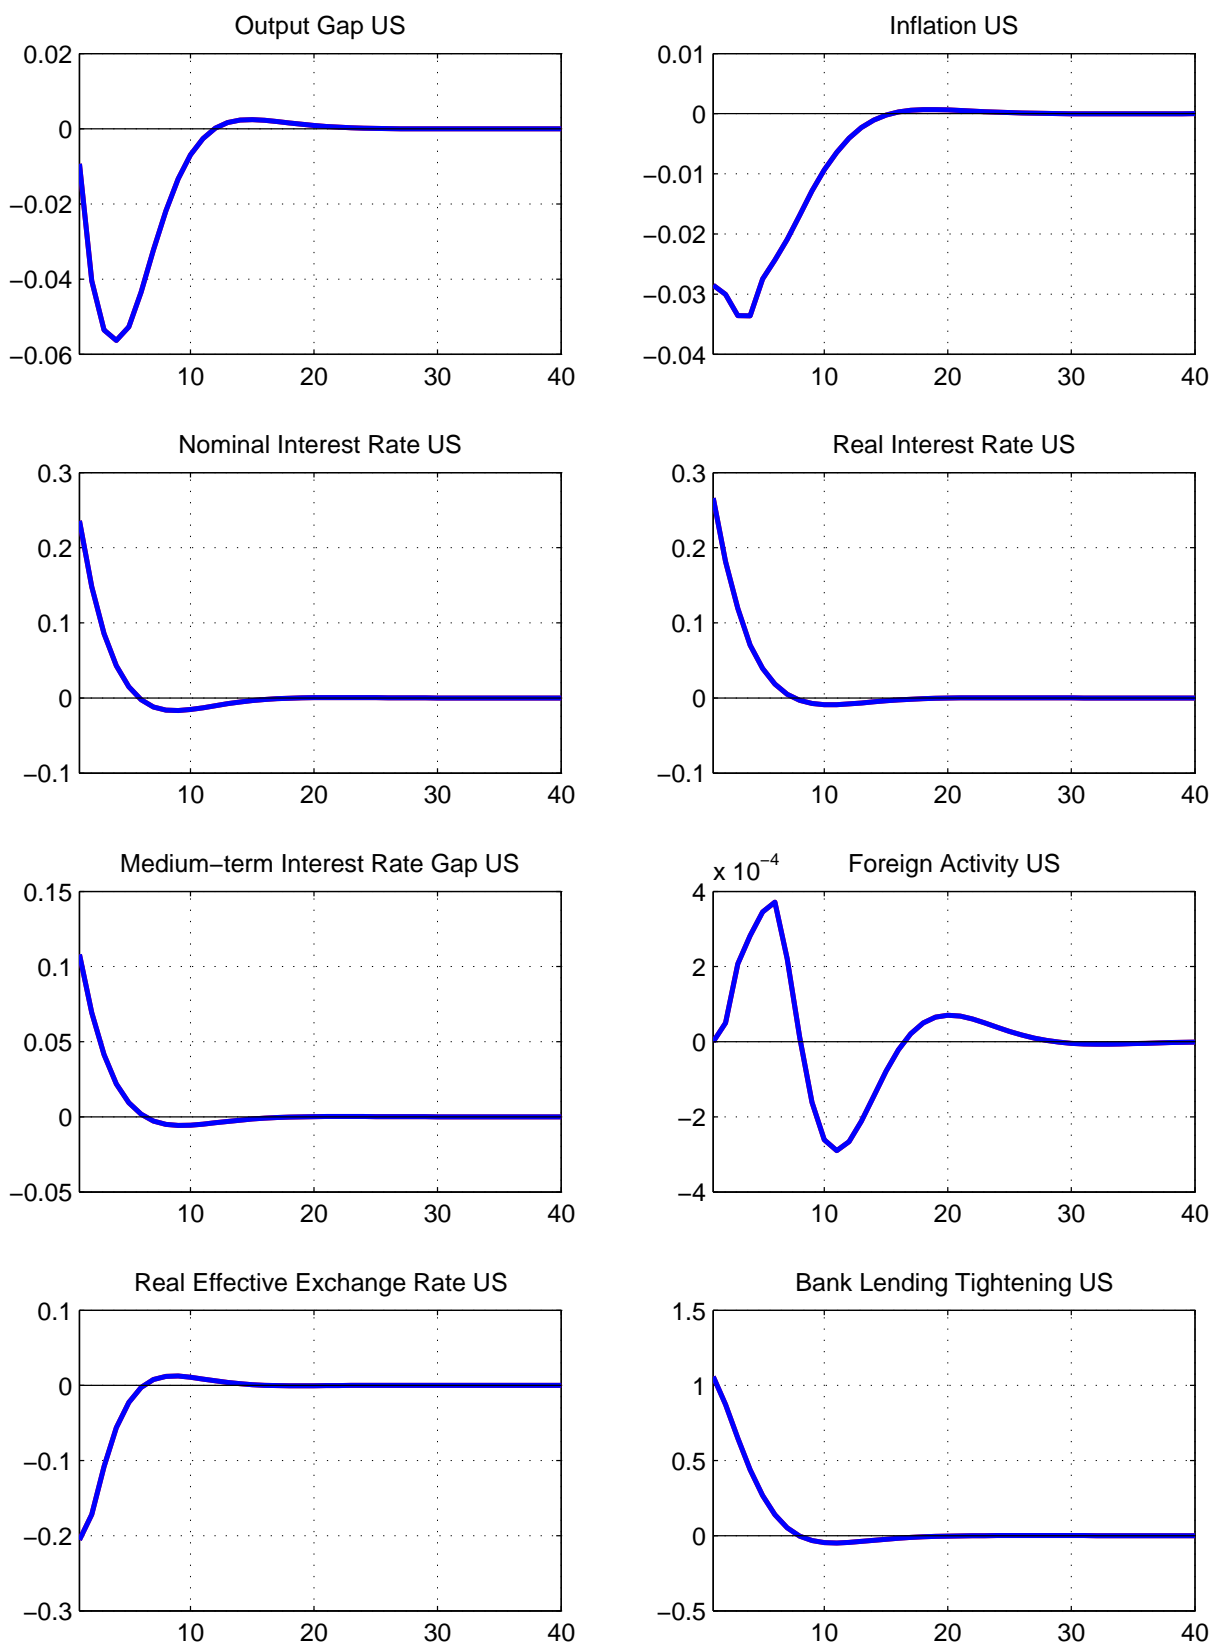 Output Gap US
0.02
0
−0.02
−0.04
−0.06
10 20 30 40
Inflation US
0.01
0
−0.01
−0.02
−0.03
−0.04
10 20 30 40
Nominal Interest Rate US
0.3
0.2
0.1
0
−0.1
10 20 30 40
Real Interest Rate US
0.3
0.2
0.1
0
−0.1
10 20 30 40
Medium−term Interest Rate Gap US
0.15
0.1
0.05
0
−0.05
10 20 30 40
x 10−4 Foreign Activity US
4
2
0
−2
−4
10 20 30 40
Real Effective Exchange Rate US
0.1
0
−0.1
−0.2
−0.3
10 20 30 40
Bank Lending Tightening US
1.5
1
0.5
0
−0.5
10 20 30 40